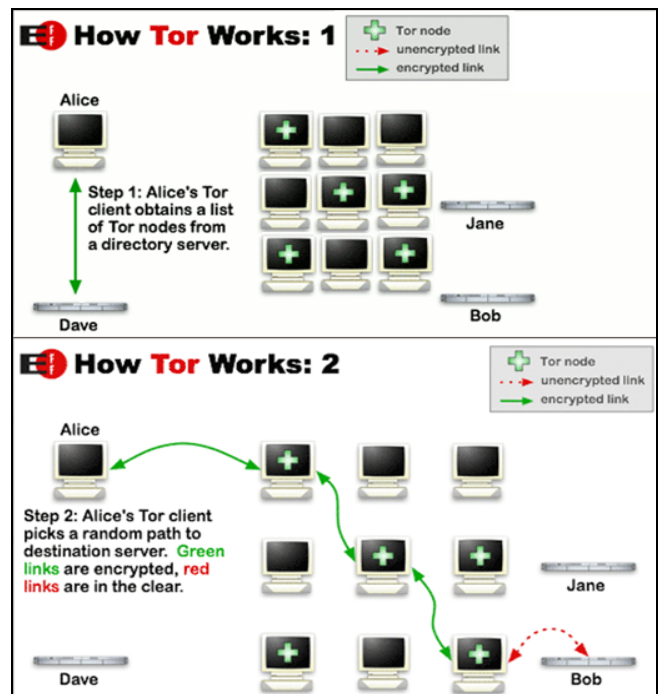 EFF How Tor Works: 1
Tor node
unencrypted link
encrypted link
Alice
Step 1: Alice's Tor
client obtains a list
of Tor nodes from
a directory server.
Dave
Jane
Bob
EFF How Tor Works: 2
Tor node
unencrypted link
encrypted link
Alice
Step 2: Alice's Tor client
picks a random path to
destination server. Green
links are encrypted, red
links are in the clear.
Jane
Dave
Bob